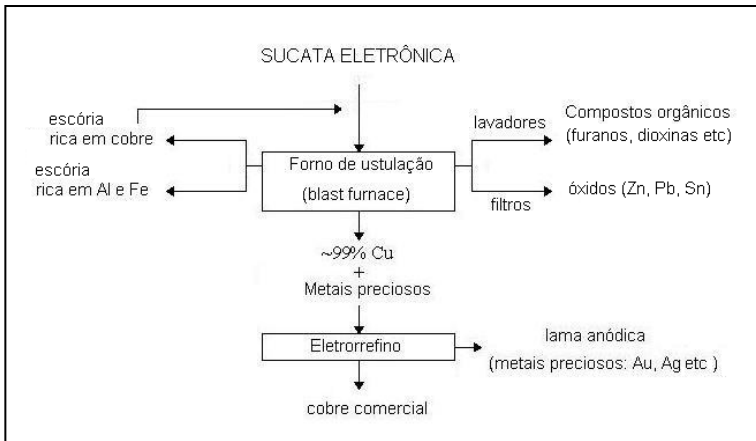 SUCATA ELETRÔNICA
escória
rica em cobre
escória
rica em Al e Fe
Forno de ustulação
(blast furnace)
lavadores
Compostos orgânicos
(furanos, dioxinas etc)
filtros
óxidos (Zn, Pb, Sn)
~99% Cu
+
Metais preciosos
Eletrorrefino
lama anódica
(metais preciosos: Au, Ag etc )
cobre comercial